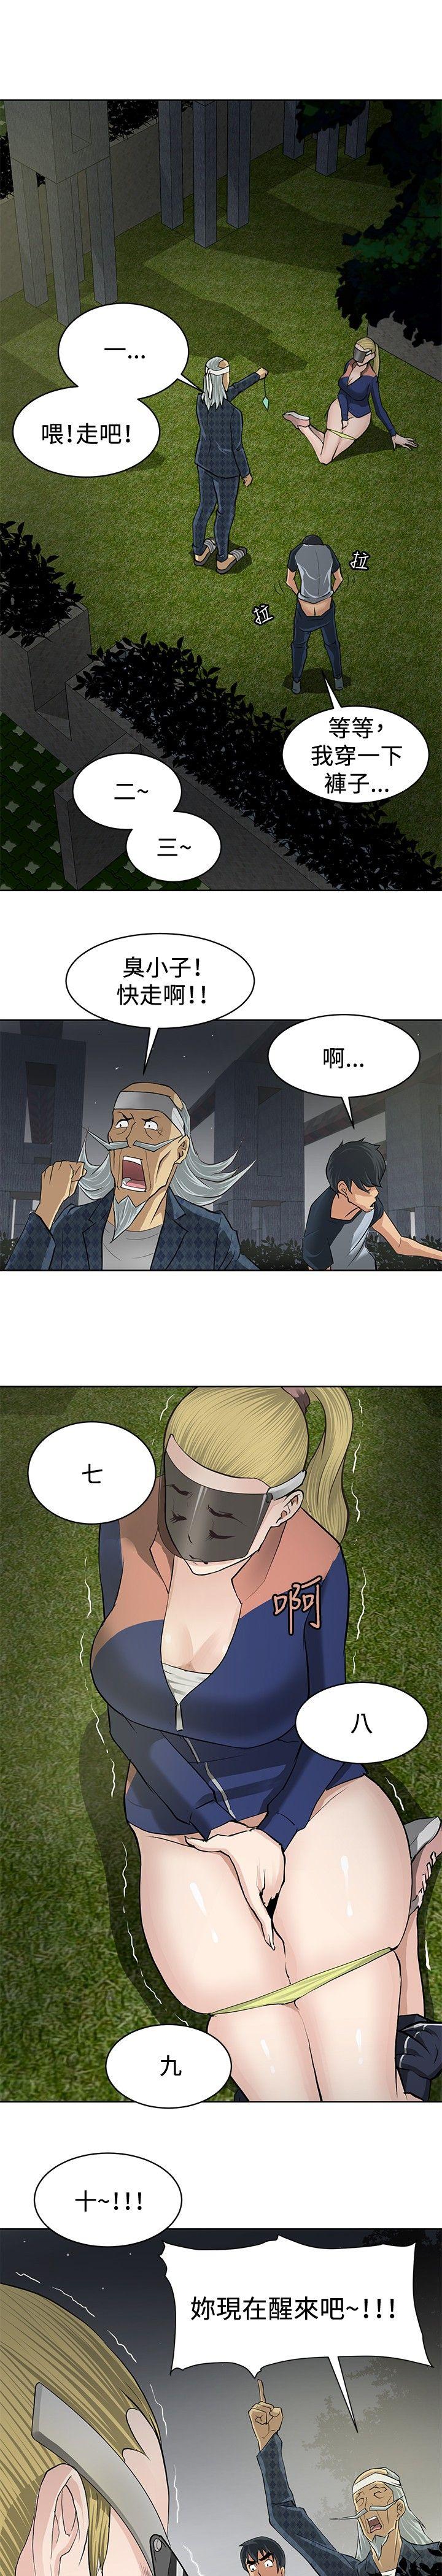 一...
喂!走吧!
拉
拉
等等，
我穿一下
褲子...
二~
三~
臭小子!
快走啊!!
啊...
七
啊
八
九
十~!!!
妳現在醒來吧~!!!